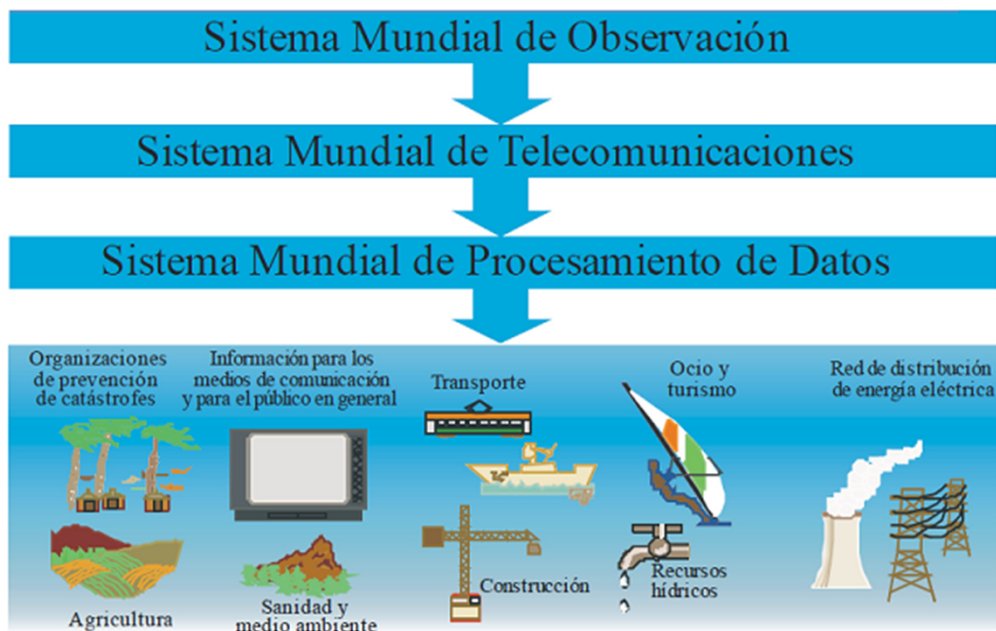 Sistema Mundial de Observación
Sistema Mundial de Telecomunicaciones
Sistema Mundial de Procesamiento de Datos
Organizaciones
de prevención
de catástrofes
Información para los
medios de comunicación
y para el público en general
Transporte
Ocio y
turismo
Red de distribución
de energía eléctrica
Agricultura
Sanidad y
medio ambiente
Construcción
Recursos
hídricos